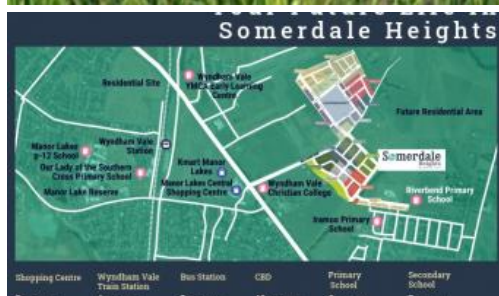 Somerdale Heights
Residential Site
Wyndham Vale
YMCA Early Learning
Centre
Future Residential Area
Manor Lakes
p-12 School
Wyndham Vale
Station
Our Lady of the Southern
Cross Primary School
Manor Lake Reserve
Kmart Manor
Lakes
Manor Lakes Central
Shopping Centre
Wyndham Vale
Christian College
Somerdale
Heights
Riverbend Primary
School
Iramoo Primary
School
Shopping Centre
Wyndham Vale
Train Station
Bus Station
CBD
Primary
School
Secondary
School